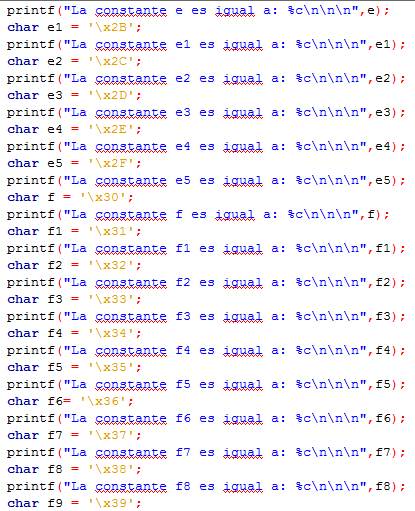 printf("La constante e es igual a: %c\n\n\n",e);
char e1 = '\x2B';
printf("La constante e1 es igual a: %c\n\n\n",e1);
char e2 = '\x2C';
printf("La constante e2 es igual a: %c\n\n\n",e2);
char e3 = '\x2D';
printf("La constante e3 es igual a: %c\n\n\n",e3);
char e4 = '\x2E';
printf("La constante e4 es igual a: %c\n\n\n",e4);
char e5 = '\x2F';
printf("La constante e5 es igual a: %c\n\n\n",e5);
char f = '\x30';
printf("La constante f es igual a: %c\n\n\n",f);
char f1 = '\x31';
printf("La constante f1 es igual a: %c\n\n\n",f1);
char f2 = '\x32';
printf("La constante f2 es igual a: %c\n\n\n",f2);
char f3 = '\x33';
printf("La constante f3 es igual a: %c\n\n\n",f3);
char f4 = '\x34';
printf("La constante f4 es igual a: %c\n\n\n",f4);
char f5 = '\x35';
printf("La constante f5 es igual a: %c\n\n\n",f5);
char f6= '\x36';
printf("La constante f6 es igual a: %c\n\n\n",f6);
char f7 = '\x37';
printf("La constante f7 es igual a: %c\n\n\n",f7);
char f8 = '\x38';
printf("La constante f8 es igual a: %c\n\n\n",f8);
char f9 = '\x39';